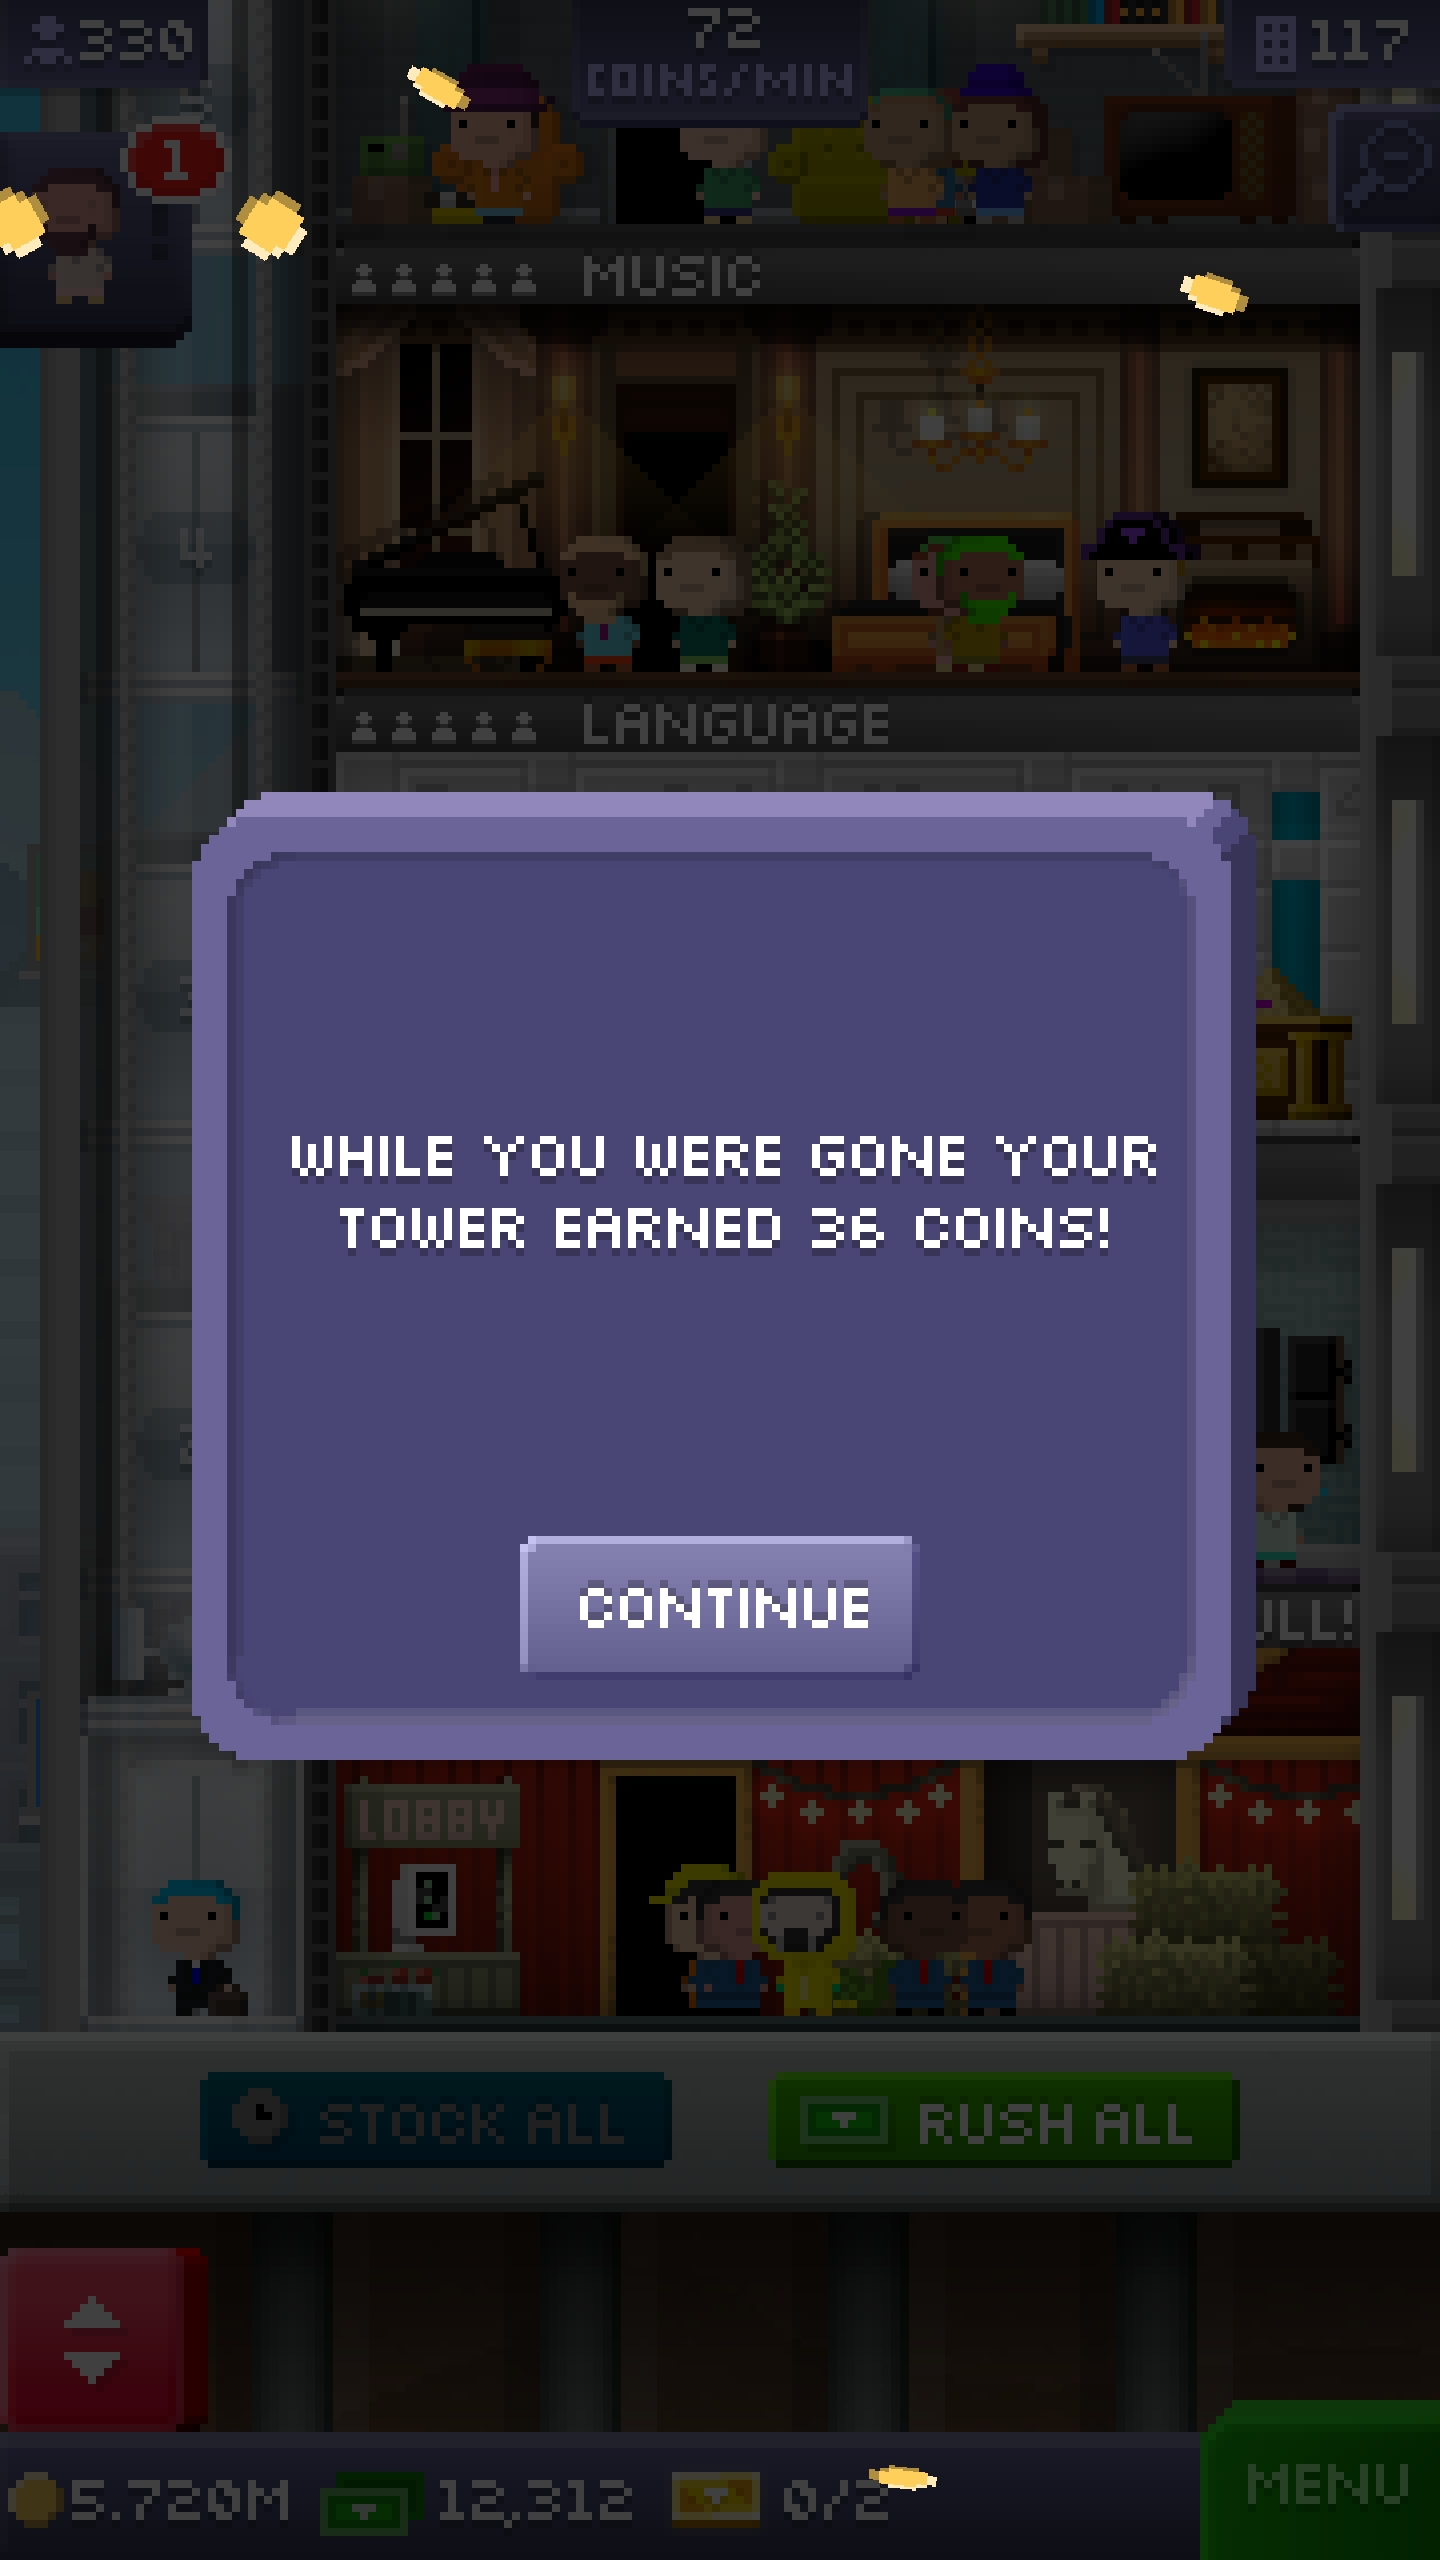 330
72
COINS/MIN
117
1
MUSIC
4
LANGUAGE
WHILE YOU WERE GONE YOUR
TOWER EARNED 36 COINS!
CONTINUE
LOBBY
STOCK ALL
RUSH ALL
5.720M
12,312
0/2
MENU